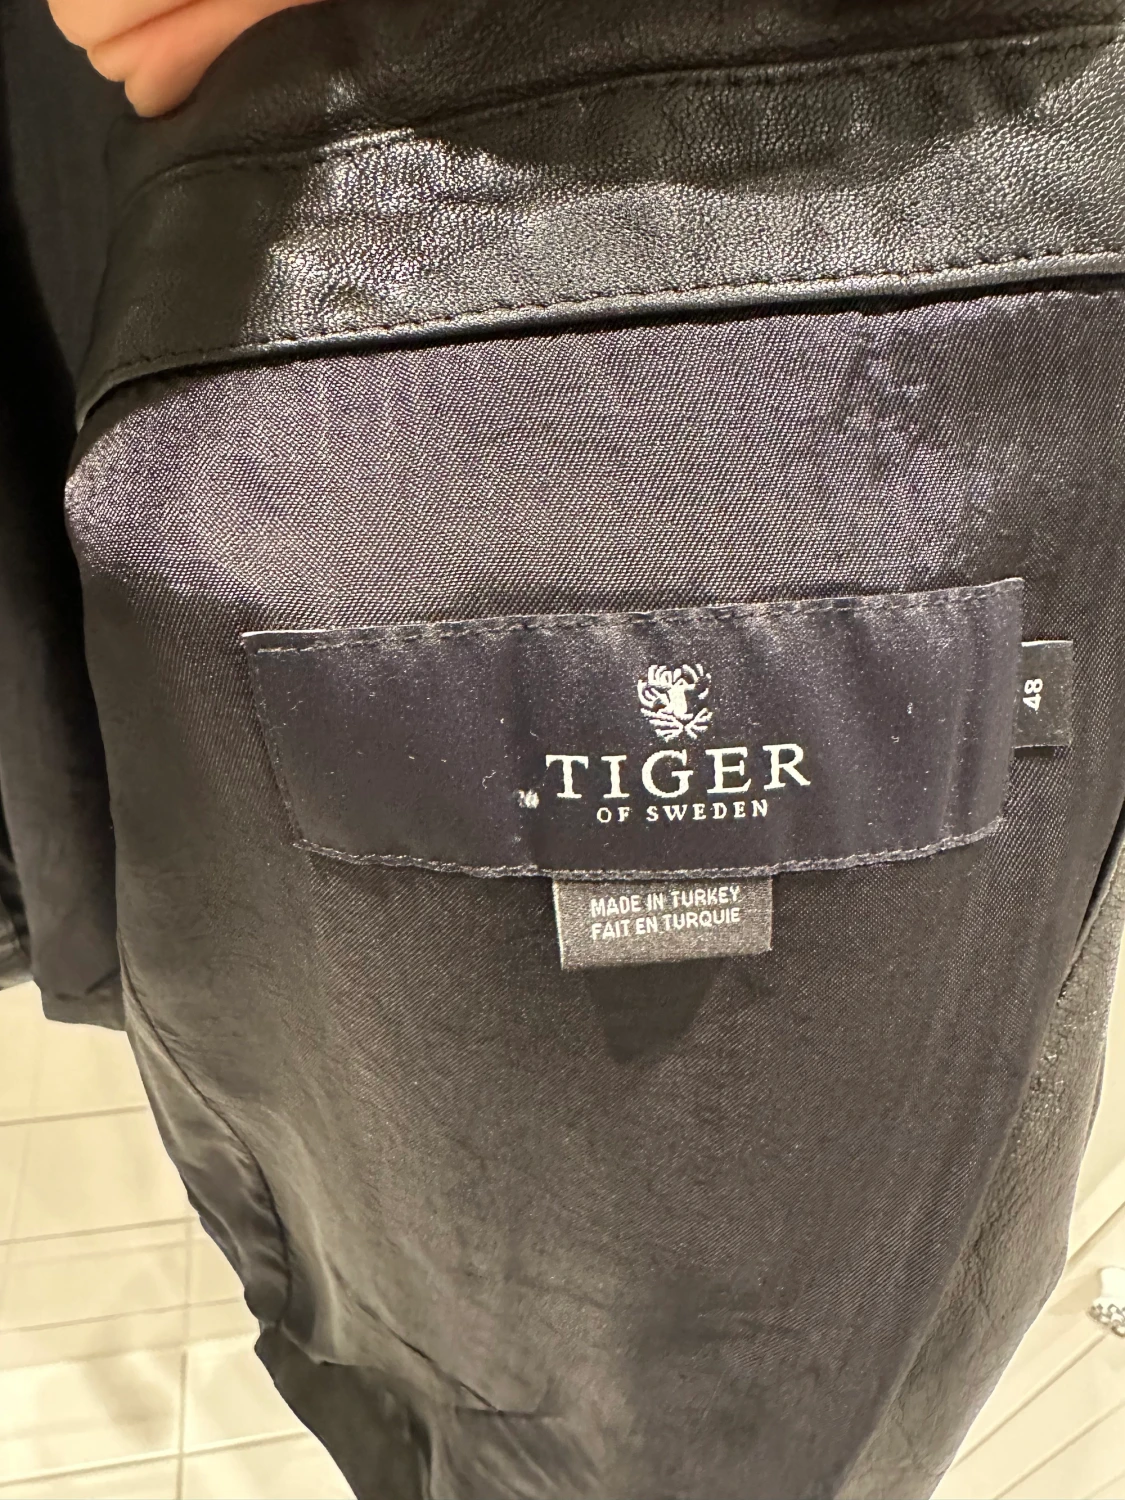 TIGER
OF SWEDEN
48
MADE IN TURKEY
FAIT EN TURQUIE